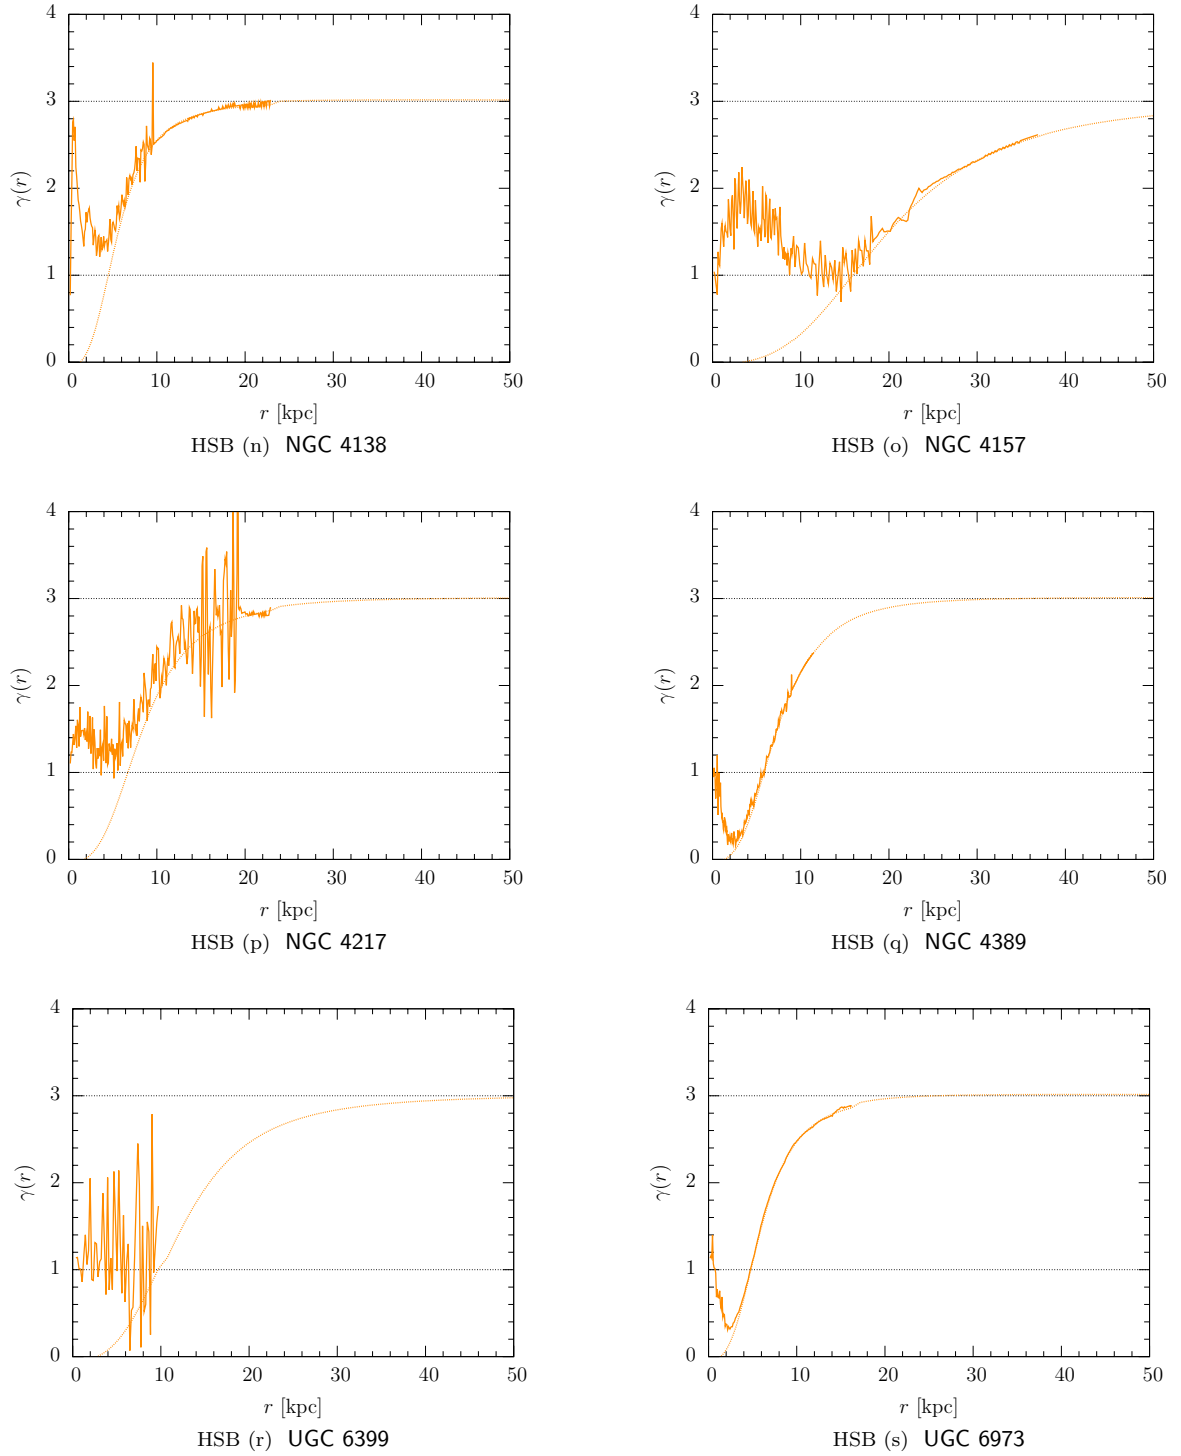 4
3
2
1
0
γ(r)
0 10 20 30 40 50
r [kpc]
HSB (n) NGC 4138
4
3
2
1
0
γ(r)
0 10 20 30 40 50
r [kpc]
HSB (o) NGC 4157
4
3
2
1
0
γ(r)
0 10 20 30 40 50
r [kpc]
HSB (p) NGC 4217
4
3
2
1
0
γ(r)
0 10 20 30 40 50
r [kpc]
HSB (q) NGC 4389
4
3
2
1
0
γ(r)
0 10 20 30 40 50
r [kpc]
HSB (r) UGC 6399
4
3
2
1
0
γ(r)
0 10 20 30 40 50
r [kpc]
HSB (s) UGC 6973